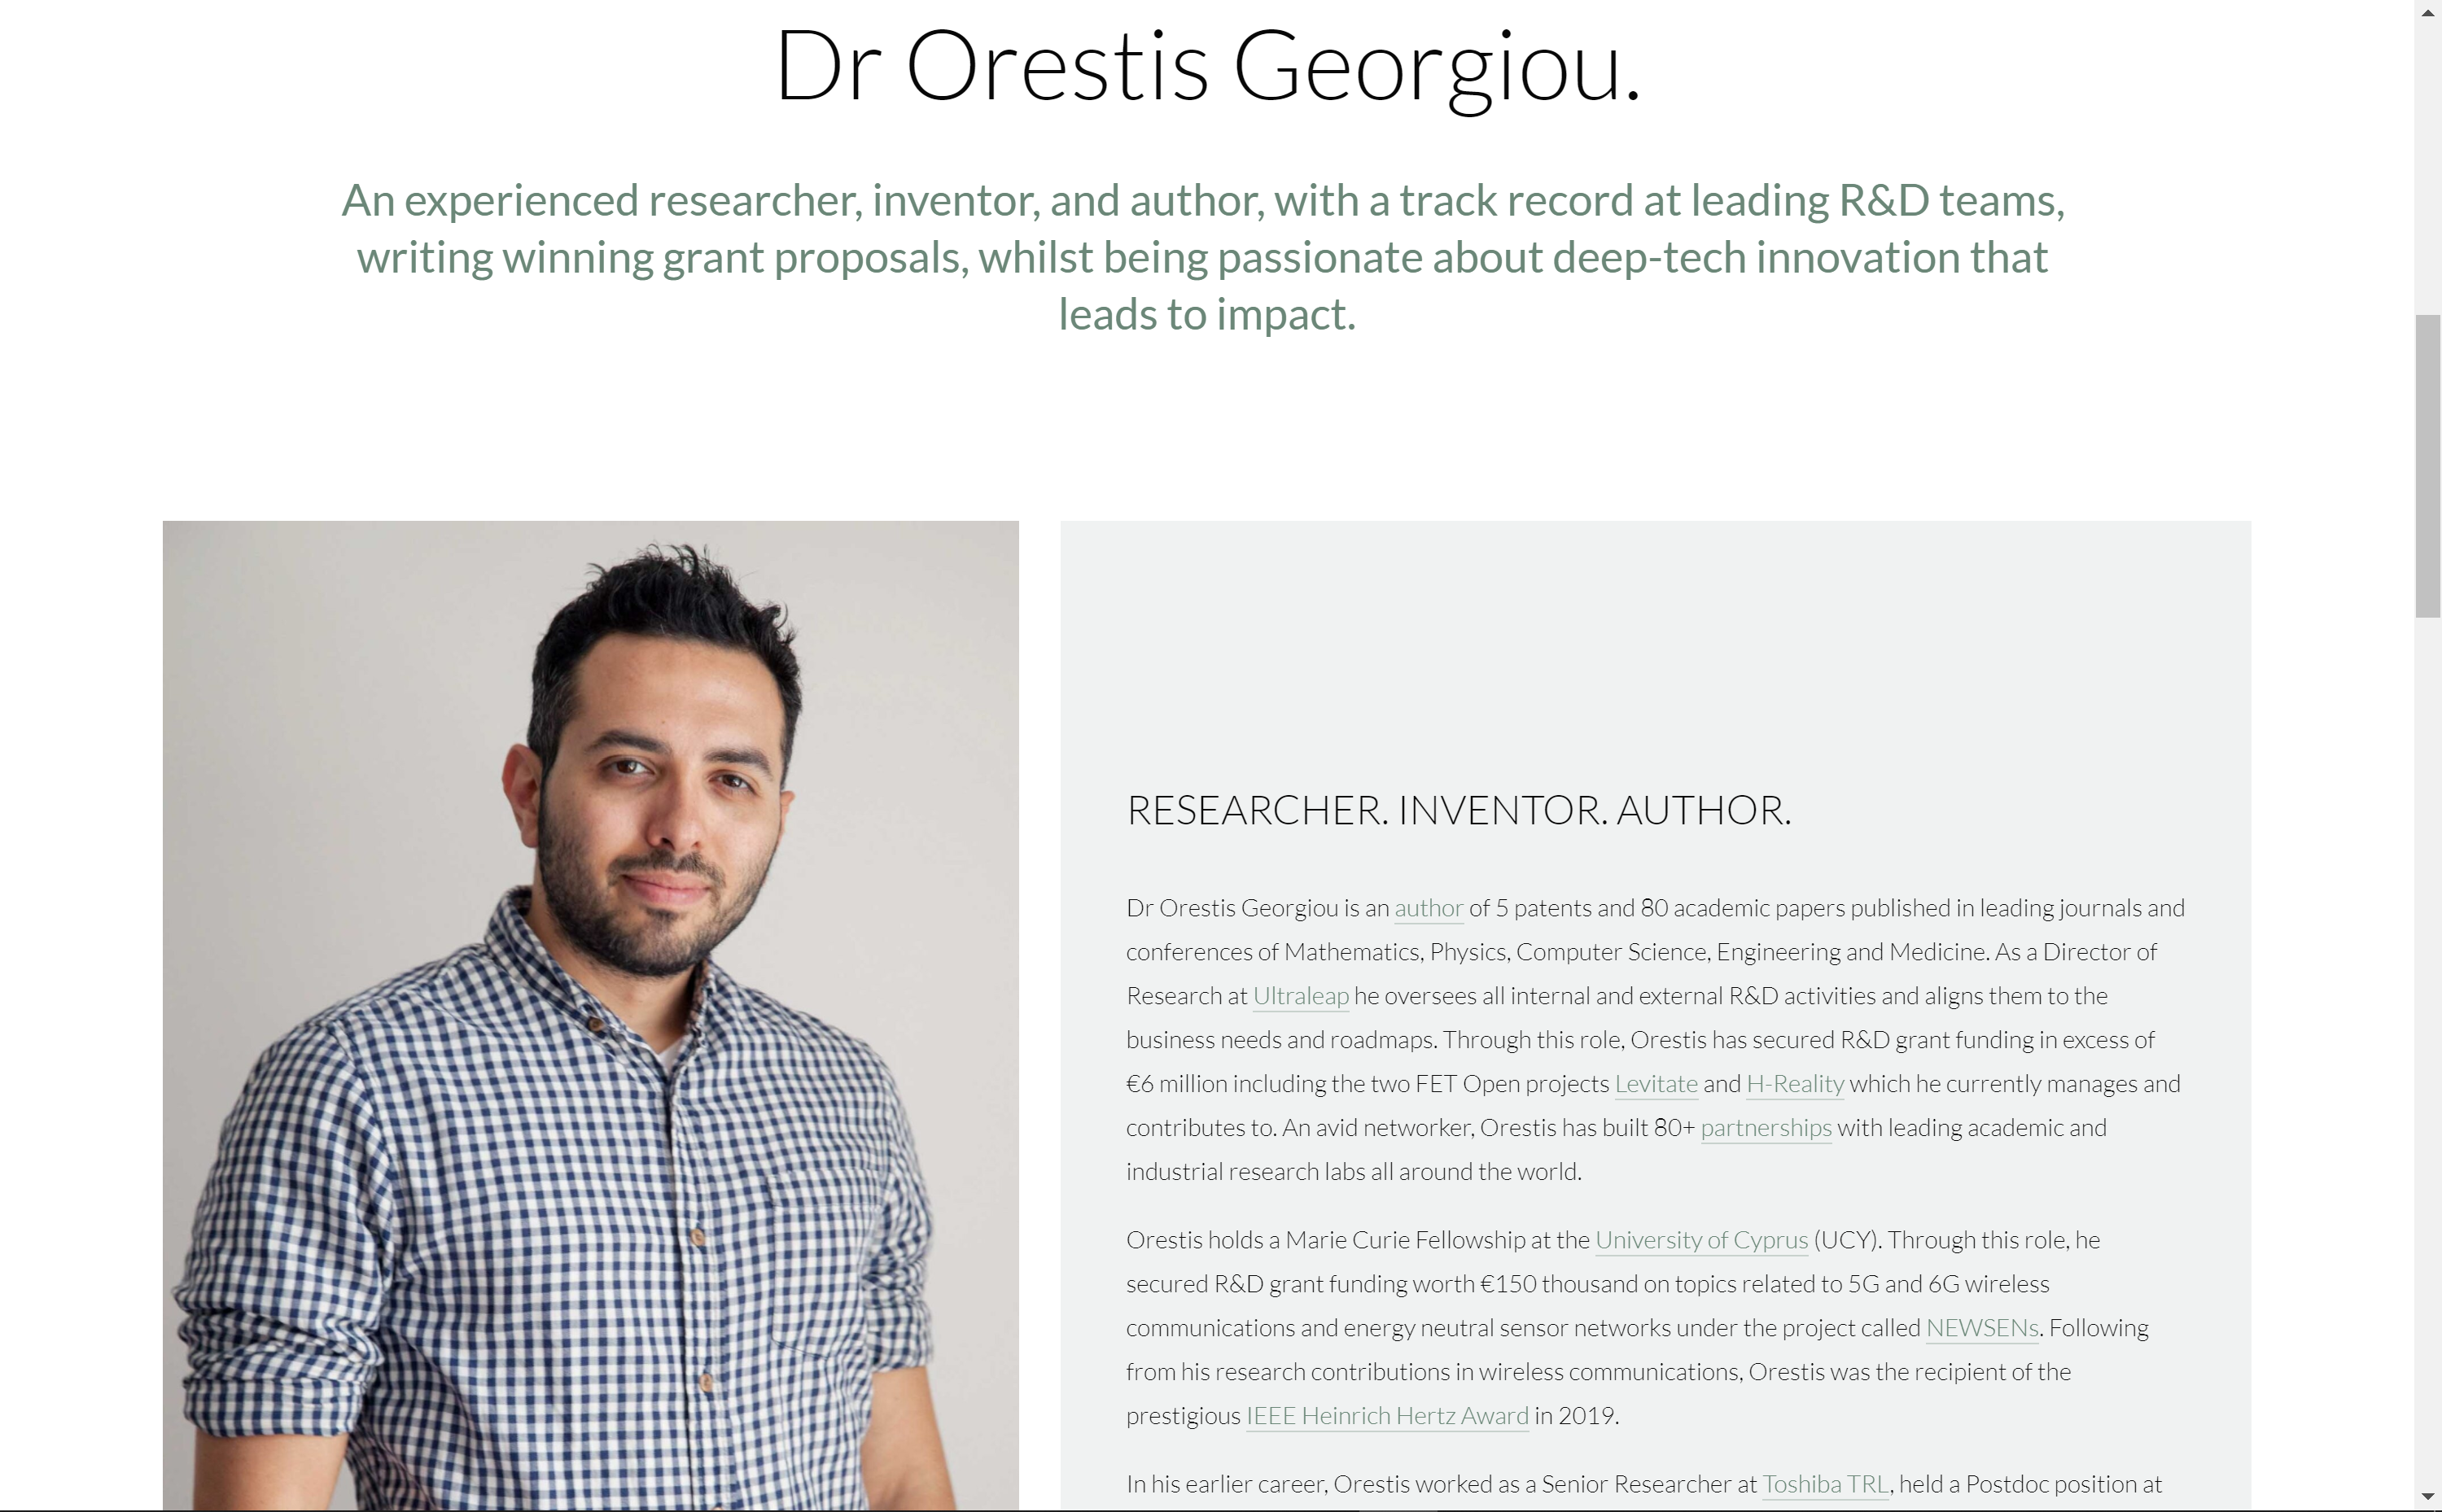 Dr Orestis Georgiou.
An experienced researcher, inventor, and author, with a track record at leading R&D teams,
writing winning grant proposals, whilst being passionate about deep-tech innovation that
leads to impact.
RESEARCHER. INVENTOR. AUTHOR.
Dr Orestis Georgiou is an author of 5 patents and 80 academic papers published in leading journals and
conferences of Mathematics, Physics, Computer Science, Engineering and Medicine. As a Director of
Research at Ultraleap he oversees all internal and external R&D activities and aligns them to the
business needs and roadmaps. Through this role, Orestis has secured R&D grant funding in excess of
€6 million including the two FET Open projects Levitate and H-Reality which he currently manages and
contributes to. An avid networker, Orestis has built 80+ partnerships with leading academic and
industrial research labs all around the world.
Orestis holds a Marie Curie Fellowship at the University of Cyprus (UCY). Through this role, he
secured R&D grant funding worth €150 thousand on topics related to 5G and 6G wireless
communications and energy neutral sensor networks under the project called NEWSENs. Following
from his research contributions in wireless communications, Orestis was the recipient of the
prestigious IEEE Heinrich Hertz Award in 2019.
In his earlier career, Orestis worked as a Senior Researcher at Toshiba TRL, held a Postdoc position at